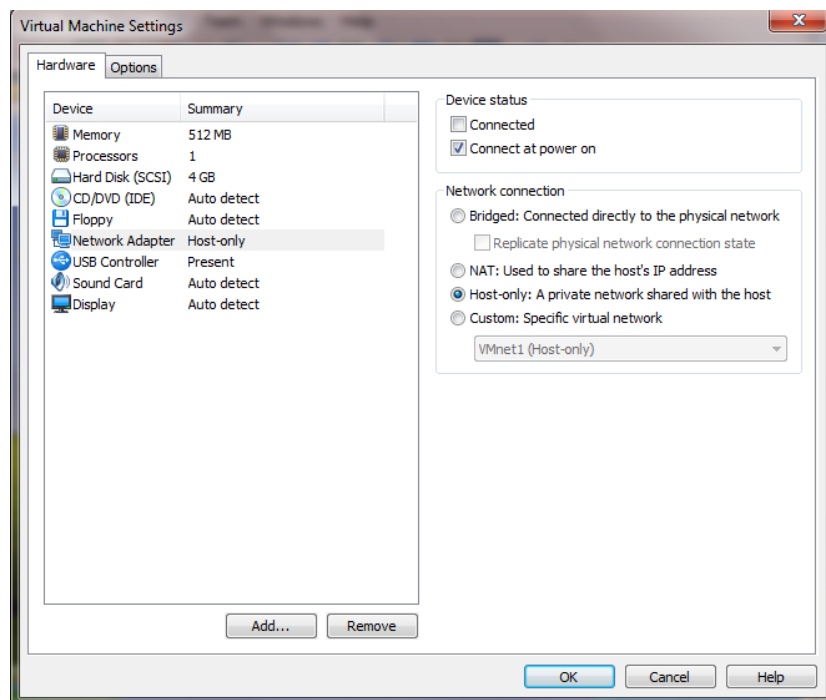 Virtual Machine Settings
Hardware
Options
Device Summary
Memory 512 MB
Processors 1
Hard Disk (SCSI) 4 GB
CD/DVD (IDE) Auto detect
Floppy Auto detect
Network Adapter Host-only
USB Controller Present
Sound Card Auto detect
Display Auto detect
Add...
Remove
Device status
Connected
Connect at power on
Network connection
Bridged: Connected directly to the physical network
Replicate physical network connection state
NAT: Used to share the host's IP address
Host-only: A private network shared with the host
Custom: Specific virtual network
VMnet1 (Host-only)
OK
Cancel
Help